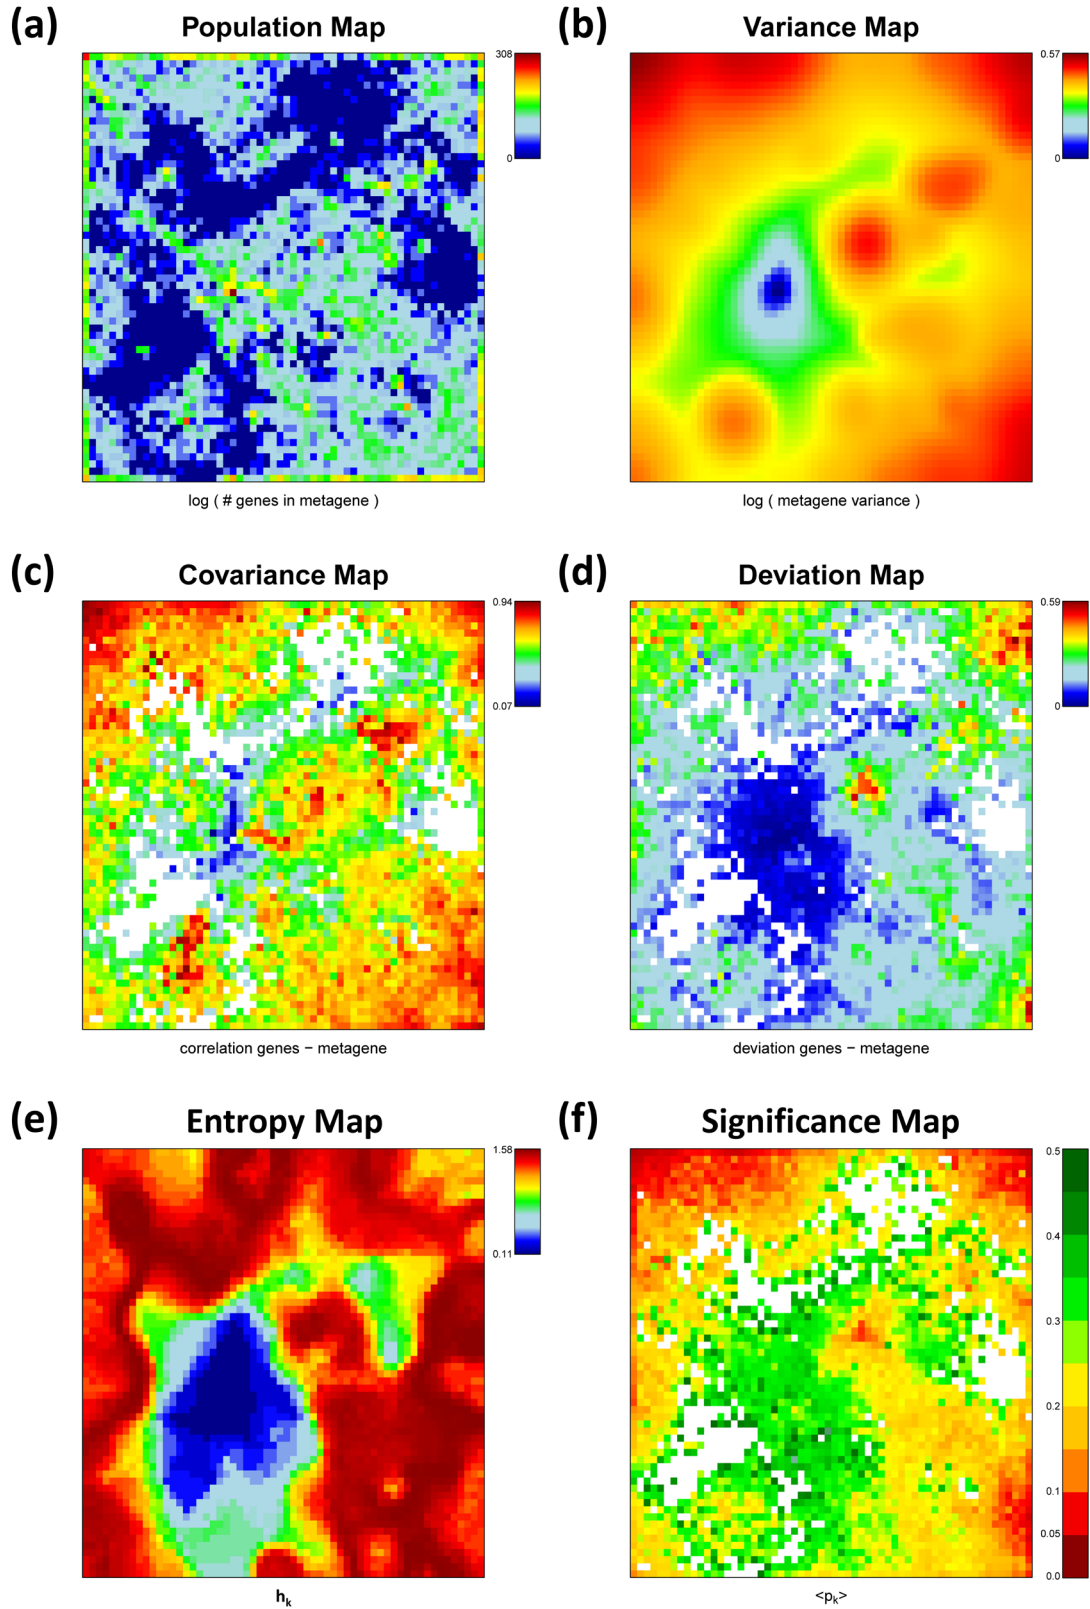 (a) Population Map
308
0
log ( # genes in metagene )
(b) Variance Map
0.57
0
log ( metagene variance )
(c) Covariance Map
0.94
0.07
correlation genes − metagene
(d) Deviation Map
0.59
0
deviation genes − metagene
(e) Entropy Map
1.58
0.11
hk
(f) Significance Map
0.5
0.4
0.3
0.2
0.1
0.05
0.0
<pk>